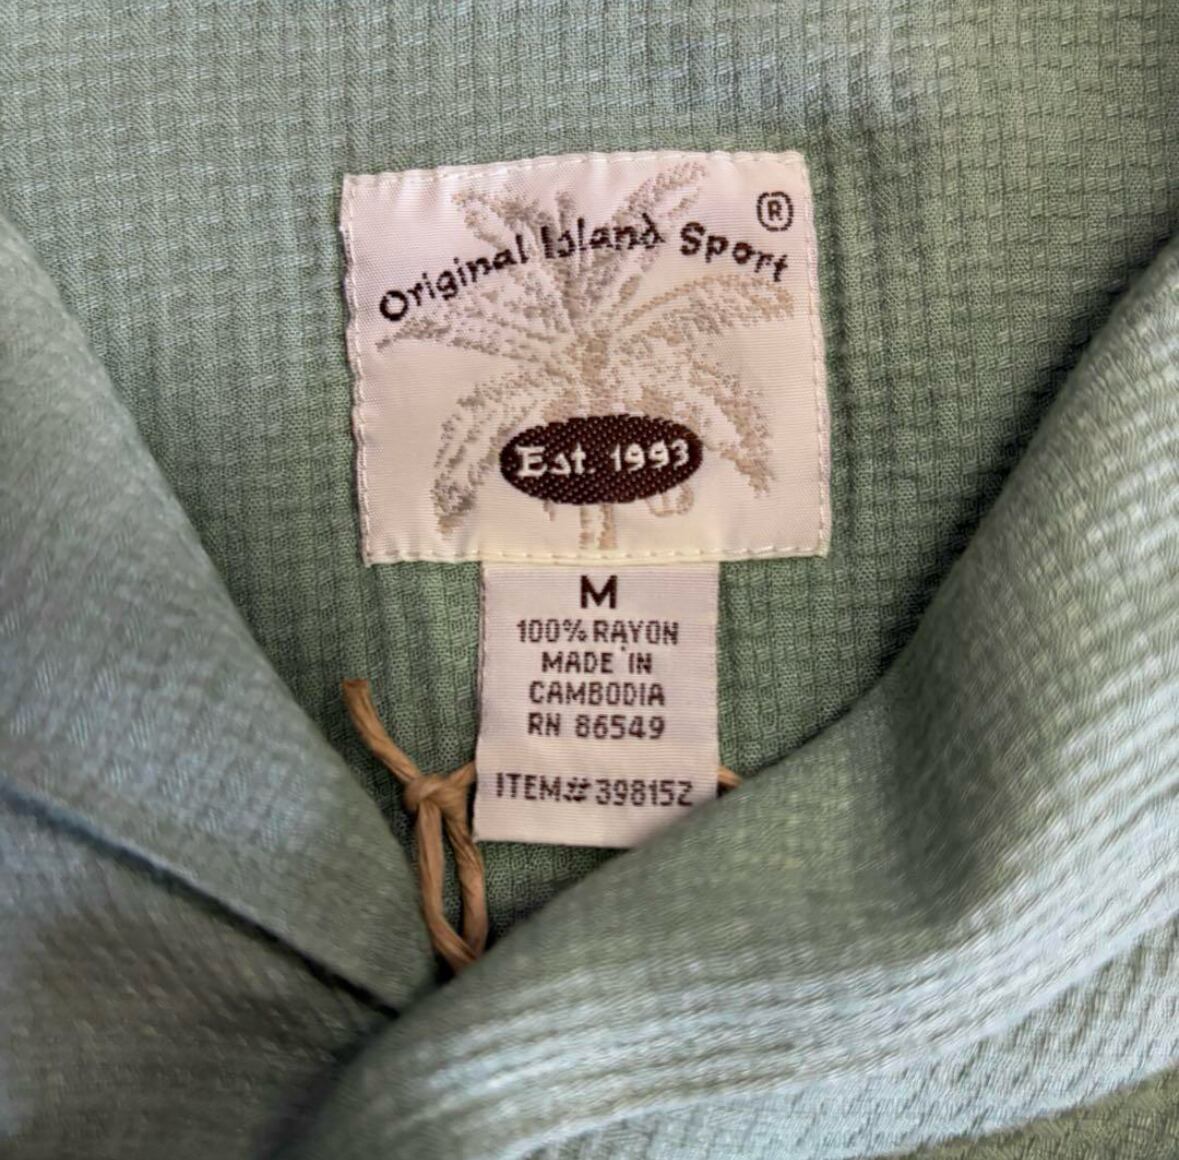 Original Island Sport ®
Est. 1993
M
100% RAYON
MADE IN
CAMBODIA
RN 86549
ITEM# 39815Z